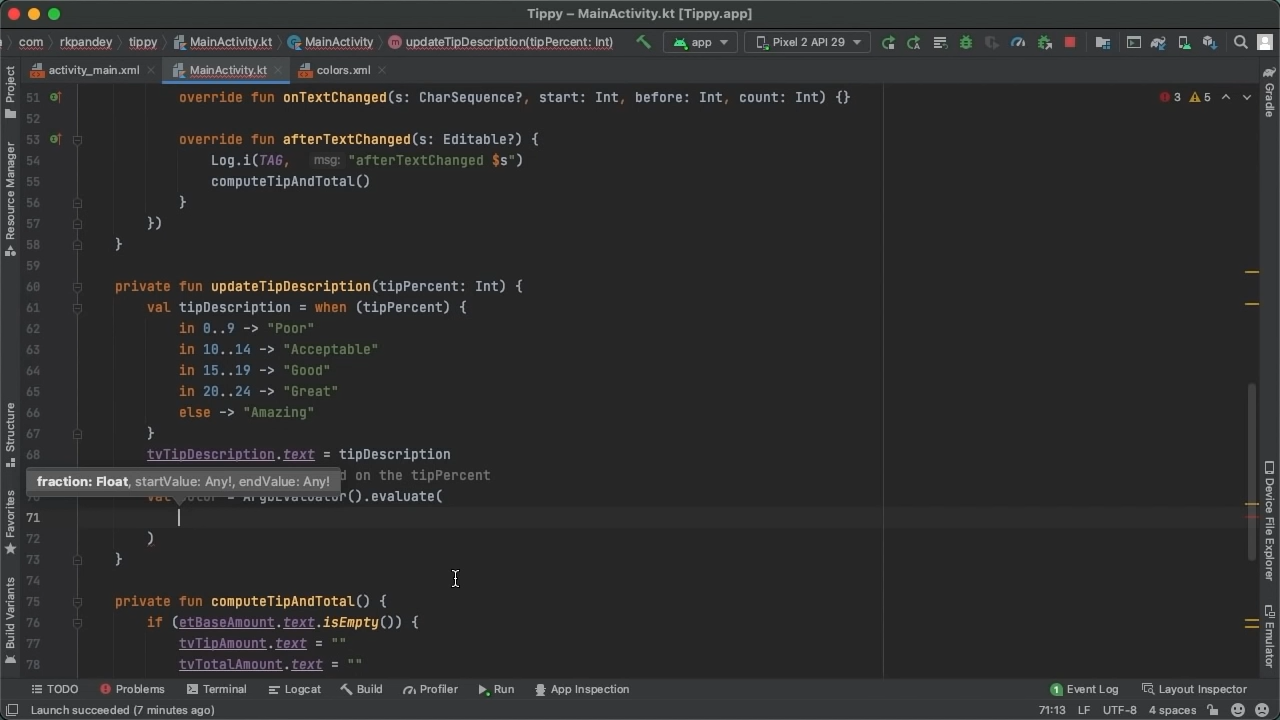 Tippy – MainActivity.kt [Tippy.app]
com rkpandey tippy MainActivity.kt MainActivity updateTipDescription(tipPercent: Int) app Pixel 2 API 29
activity_main.xml MainActivity.kt colors.xml
Project
Resource Manager
Structure
Favorites
Build Variants
51 override fun onTextChanged(s: CharSequence?, start: Int, before: Int, count: Int) {}
52
53 override fun afterTextChanged(s: Editable?) {
54 Log.i(TAG, msg: "afterTextChanged $s")
55 computeTipAndTotal()
56 }
57 })
58 }
59
60 private fun updateTipDescription(tipPercent: Int) {
61 val tipDescription = when (tipPercent) {
62 in 0..9 -> "Poor"
63 in 10..14 -> "Acceptable"
64 in 15..19 -> "Good"
65 in 20..24 -> "Great"
66 else -> "Amazing"
67 }
68 tvTipDescription.text = tipDescription
d on the tipPercent
fraction: Float, startValue: Any!, endValue: Any!
70 val color = ArgbEvaluator().evaluate(
71
72 )
73 }
74
75 private fun computeTipAndTotal() {
76 if (etBaseAmount.text.isEmpty()) {
77 tvTipAmount.text = ""
78 tvTotalAmount.text = ""
3 5
Gradle
Device File Explorer
Emulator
TODO Problems Terminal Logcat Build Profiler Run App Inspection 1 Event Log Layout Inspector
Launch succeeded (7 minutes ago) 71:13 LF UTF-8 4 spaces